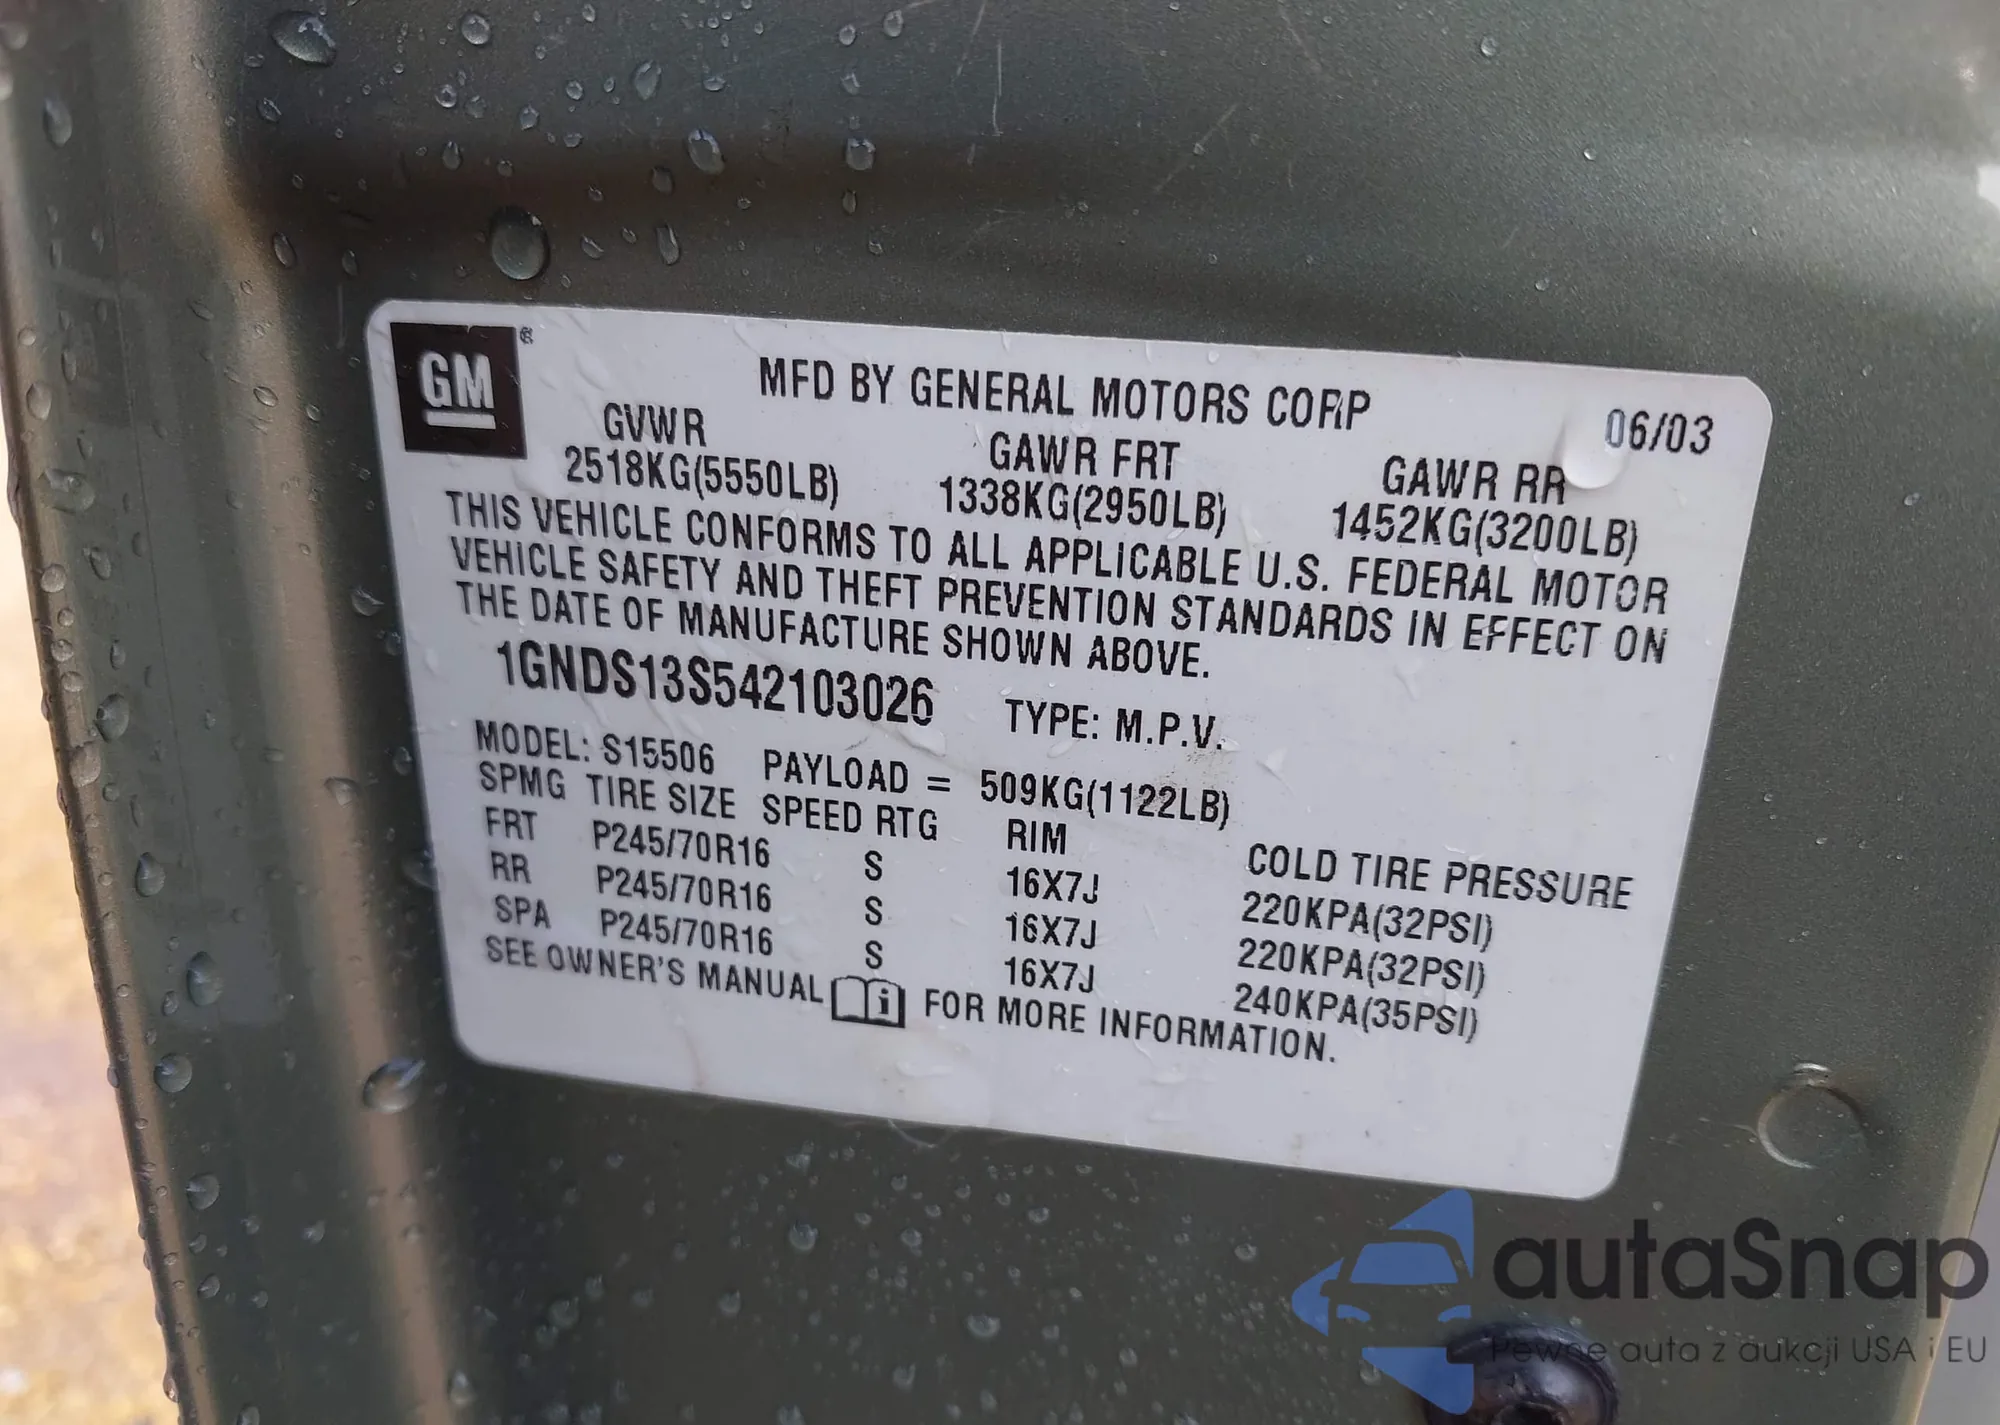 GM ®
MFD BY GENERAL MOTORS CORP 06/03
GVWR GAWR FRT GAWR RR
2518KG(5550LB) 1338KG(2950LB) 1452KG(3200LB)
THIS VEHICLE CONFORMS TO ALL APPLICABLE U.S. FEDERAL MOTOR
VEHICLE SAFETY AND THEFT PREVENTION STANDARDS IN EFFECT ON
THE DATE OF MANUFACTURE SHOWN ABOVE.
1GNDS13S542103026 TYPE: M.P.V.
MODEL: S15506 PAYLOAD = 509KG(1122LB)
SPMG TIRE SIZE SPEED RTG RIM COLD TIRE PRESSURE
FRT P245/70R16 S 16X7J 220KPA(32PSI)
RR P245/70R16 S 16X7J 220KPA(32PSI)
SPA P245/70R16 S 16X7J 240KPA(35PSI)
SEE OWNER'S MANUAL i FOR MORE INFORMATION.
autaSnap
Pewne auta z aukcji USA i EU